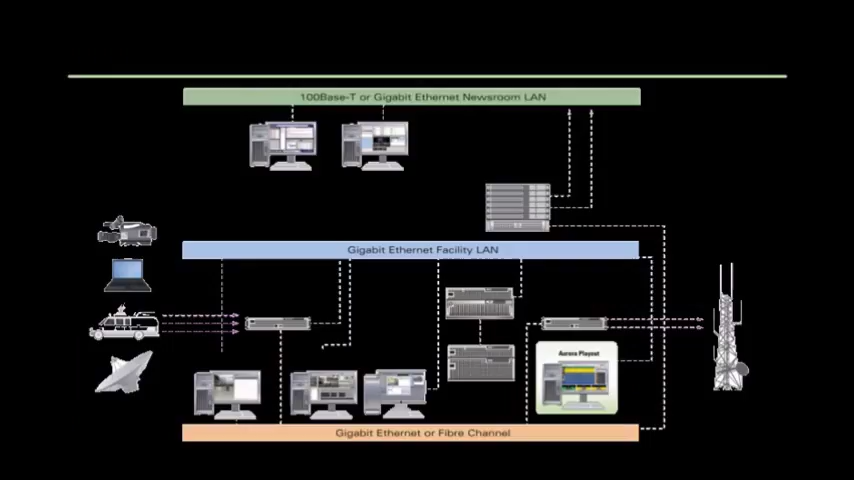 100Base-T or Gigabit Ethernet Newsroom LAN
Gigabit Ethernet Facility LAN
Aurora Playout
Gigabit Ethernet or Fibre Channel